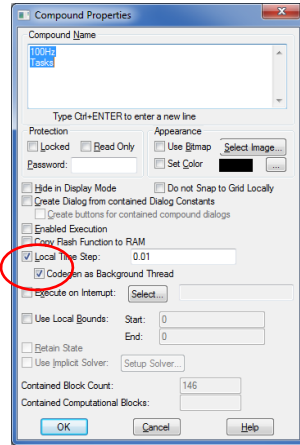 Compound Properties
Compound Name
100Hz
Tasks
Type Ctrl+ENTER to enter a new line
Protection
Appearance
Locked Read Only
Use Bitmap Select Image...
Password:
Set Color ...
Hide in Display Mode Do not Snap to Grid Locally
Create Dialog from contained Dialog Constants
Create buttons for contained compound dialogs
Enabled Execution
Copy Flash Function to RAM
Local Time Step: 0.01
Codegen as Background Thread
Execute on Interrupt: Select...
Use Local Bounds: Start: 0
End: 0
Retain State
Use Implicit Solver: Setup Solver...
Contained Block Count: 146
Contained Computational Blocks:
OK Cancel Help